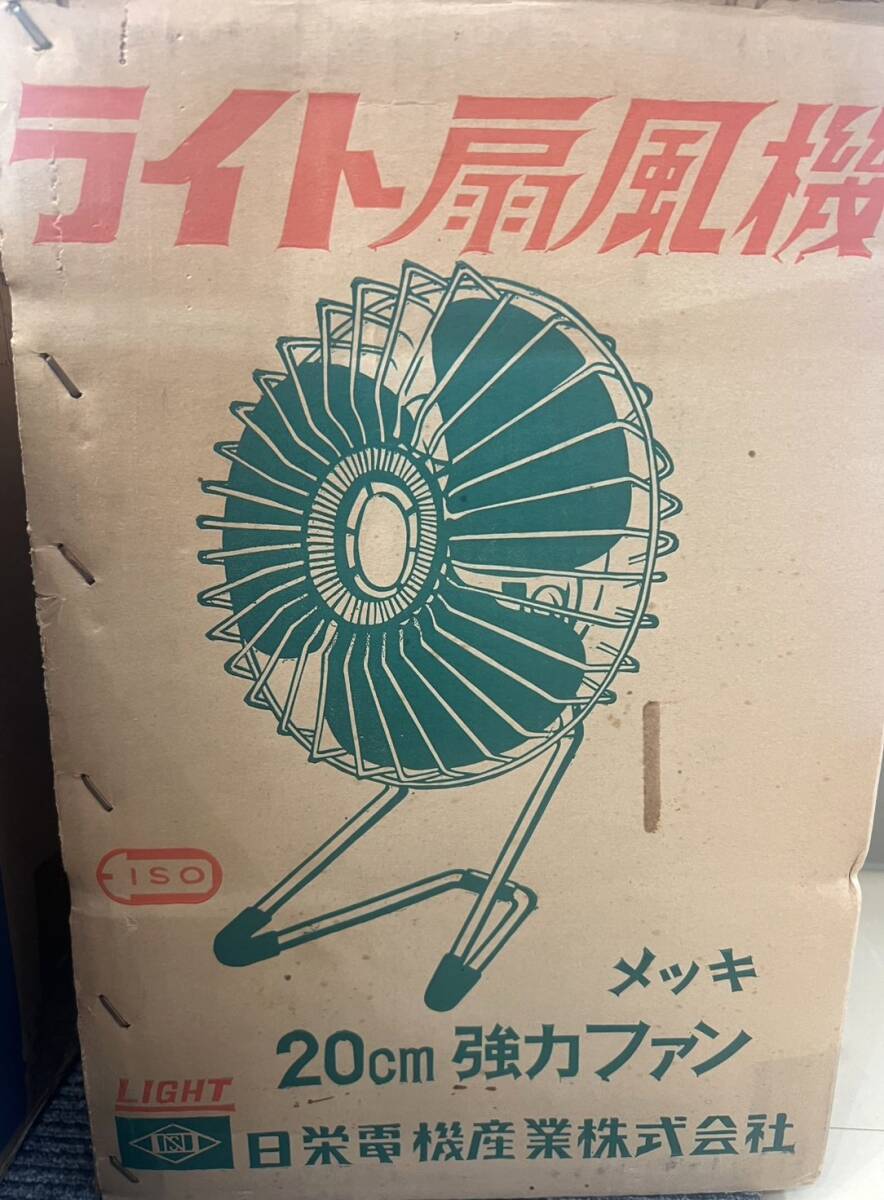 ライト扇風機
ISO
メッキ
20cm 強力ファン
LIGHT
日栄電機産業株式会社